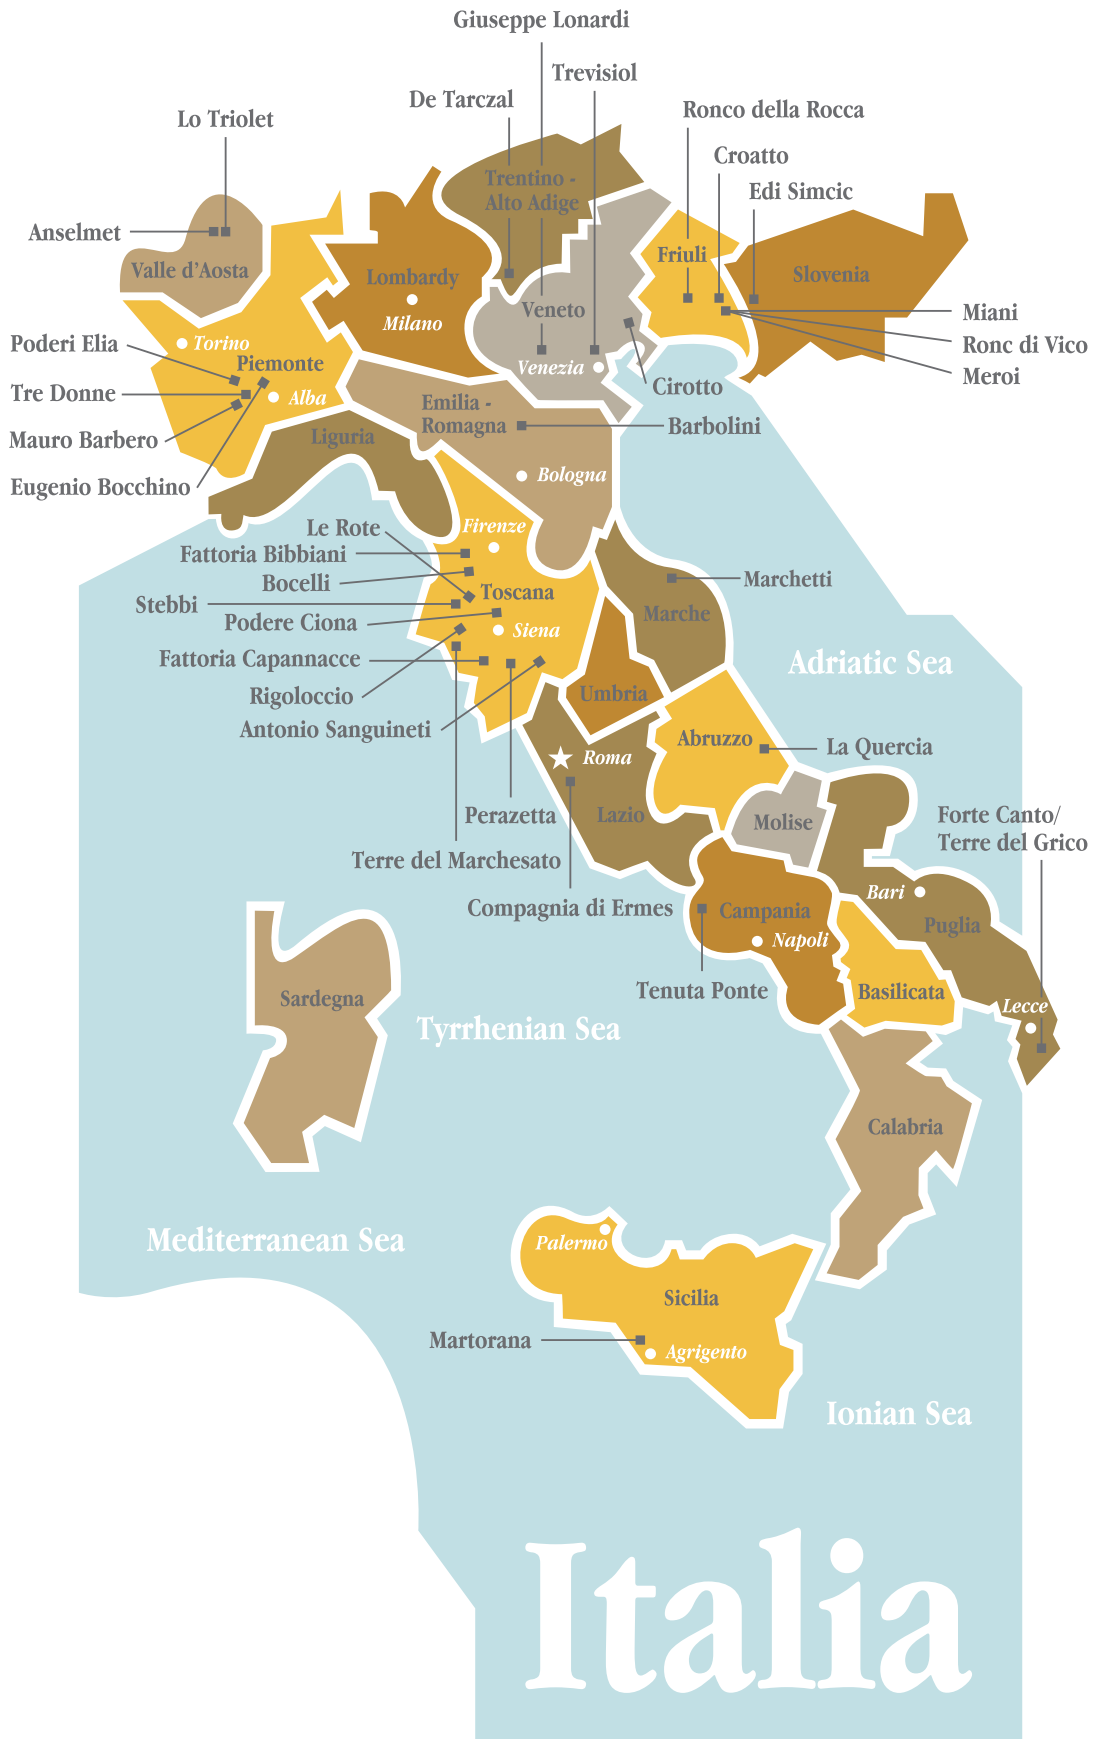 Giuseppe Lonardi
Trevisiol
De Tarczal
Ronco della Rocca
Lo Triolet
Croatto
Trentino -
Alto Adige
Edi Simcic
Anselmet
Friuli
Valle d'Aosta
Lombardy
Slovenia
Veneto
Milano
Miani
Poderi Elia
Torino
Ronc di Vico
Piemonte
Venezia
Meroi
Tre Donne
Alba
Cirotto
Emilia -
Romagna
Barbolini
Mauro Barbero
Liguria
Bologna
Eugenio Bocchino
Le Rote
Firenze
Fattoria Bibbiani
Bocelli
Marchetti
Toscana
Stebbi
Marche
Podere Ciona
Siena
Fattoria Capannacce
Adriatic Sea
Rigoloccio
Umbria
Antonio Sanguineti
Abruzzo
La Quercia
Roma
Perazetta
Lazio
Molise
Forte Canto/
Terre del Grico
Terre del Marchesato
Bari
Compagnia di Ermes
Campania
Puglia
Napoli
Tenuta Ponte
Basilicata
Sardegna
Lecce
Tyrrhenian Sea
Calabria
Mediterranean Sea
Palermo
Sicilia
Martorana
Agrigento
Ionian Sea
Italia